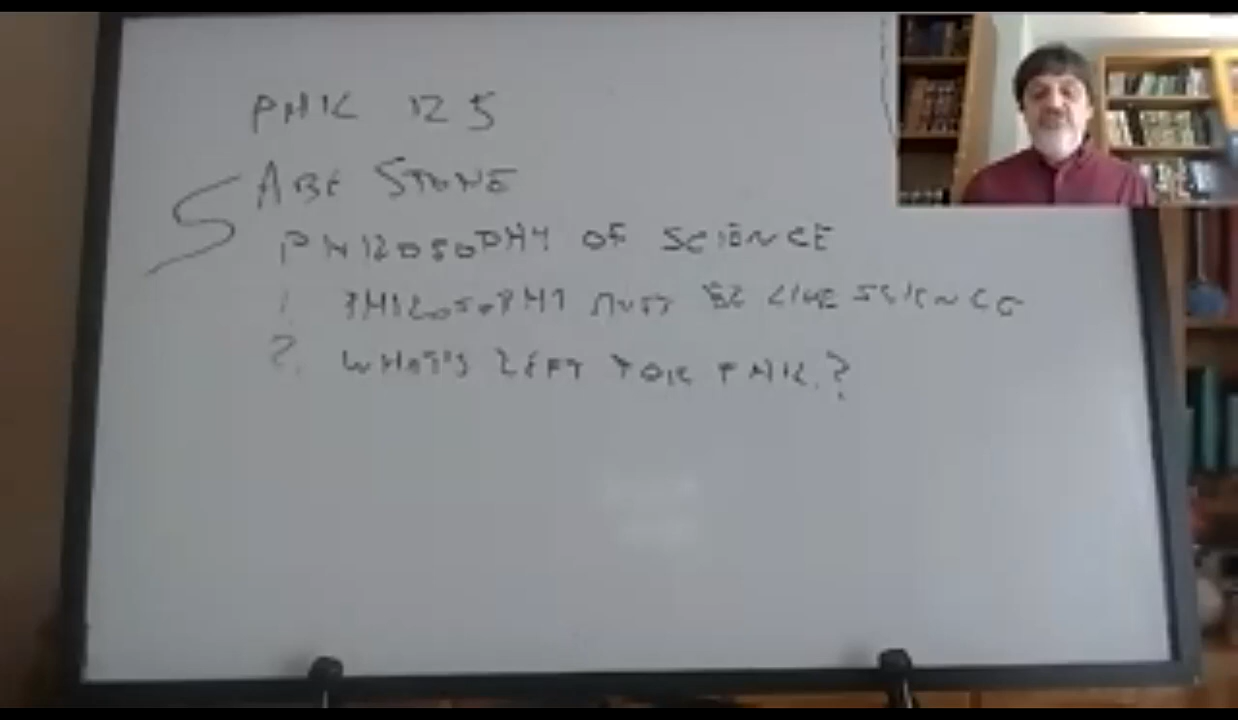 PHIL 125
ABE STONE
PHILOSOPHY OF SCIENCE
1. PHILOSOPHY MUST BE LIKE SCIENCE
2. WHAT'S LEFT FOR PHIL.?